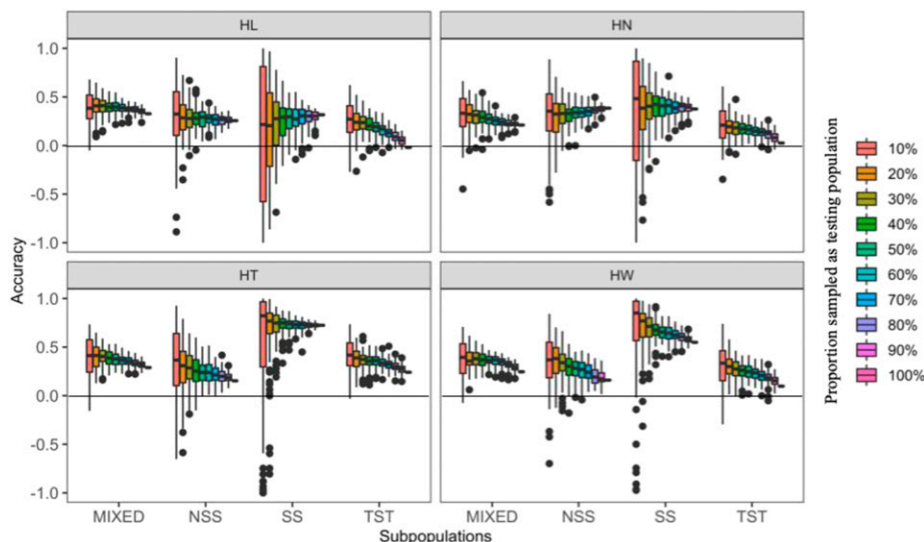 HL
HN
1.0
0.5
0.0
-0.5
-1.0
HT
HW
1.0
0.5
0.0
-0.5
-1.0
MIXED NSS SS TST
MIXED NSS SS TST
Subpopulations
Accuracy
Proportion sampled as testing population
10%
20%
30%
40%
50%
60%
70%
80%
90%
100%